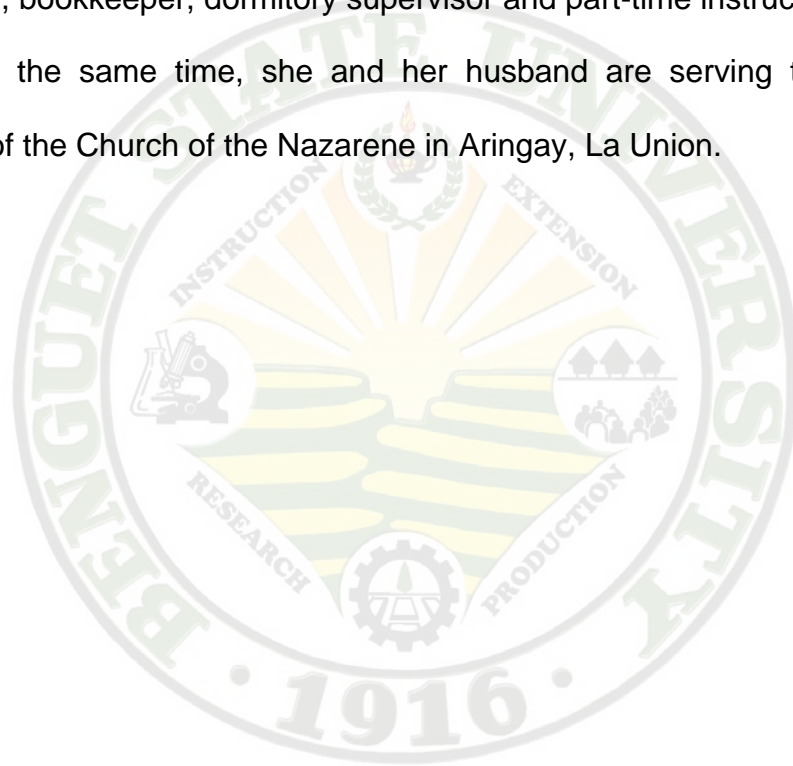 , bookkeeper, dormitory supervisor and part-time instruc
the same time, she and her husband are serving t
of the Church of the Nazarene in Aringay, La Union.
BENGUET STATE UNIVERSITY
INSTRUCTION
EXTENSION
RESEARCH
PRODUCTION
· 1916 ·